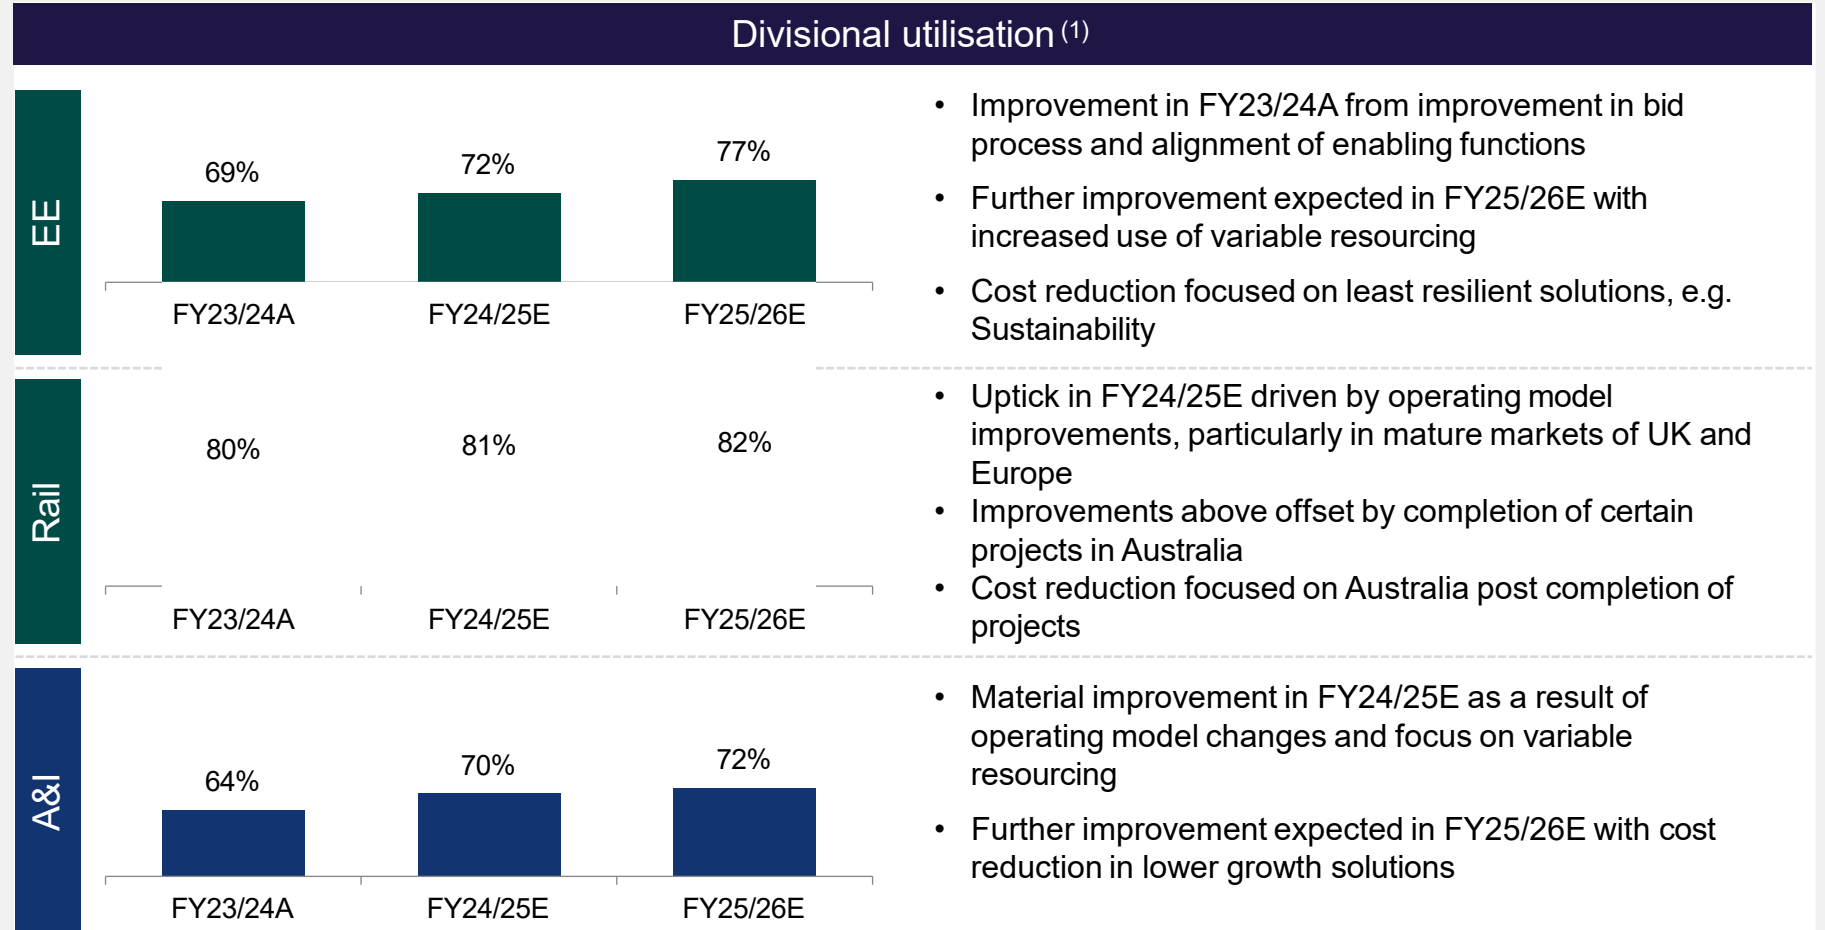 Divisional utilisation (1)
EE
69%
72%
77%
FY23/24A
FY24/25E
FY25/26E
• Improvement in FY23/24A from improvement in bid
process and alignment of enabling functions
• Further improvement expected in FY25/26E with
increased use of variable resourcing
• Cost reduction focused on least resilient solutions, e.g.
Sustainability
Rail
80%
81%
82%
FY23/24A
FY24/25E
FY25/26E
• Uptick in FY24/25E driven by operating model
improvements, particularly in mature markets of UK and
Europe
• Improvements above offset by completion of certain
projects in Australia
• Cost reduction focused on Australia post completion of
projects
A&I
64%
70%
72%
FY23/24A
FY24/25E
FY25/26E
• Material improvement in FY24/25E as a result of
operating model changes and focus on variable
resourcing
• Further improvement expected in FY25/26E with cost
reduction in lower growth solutions